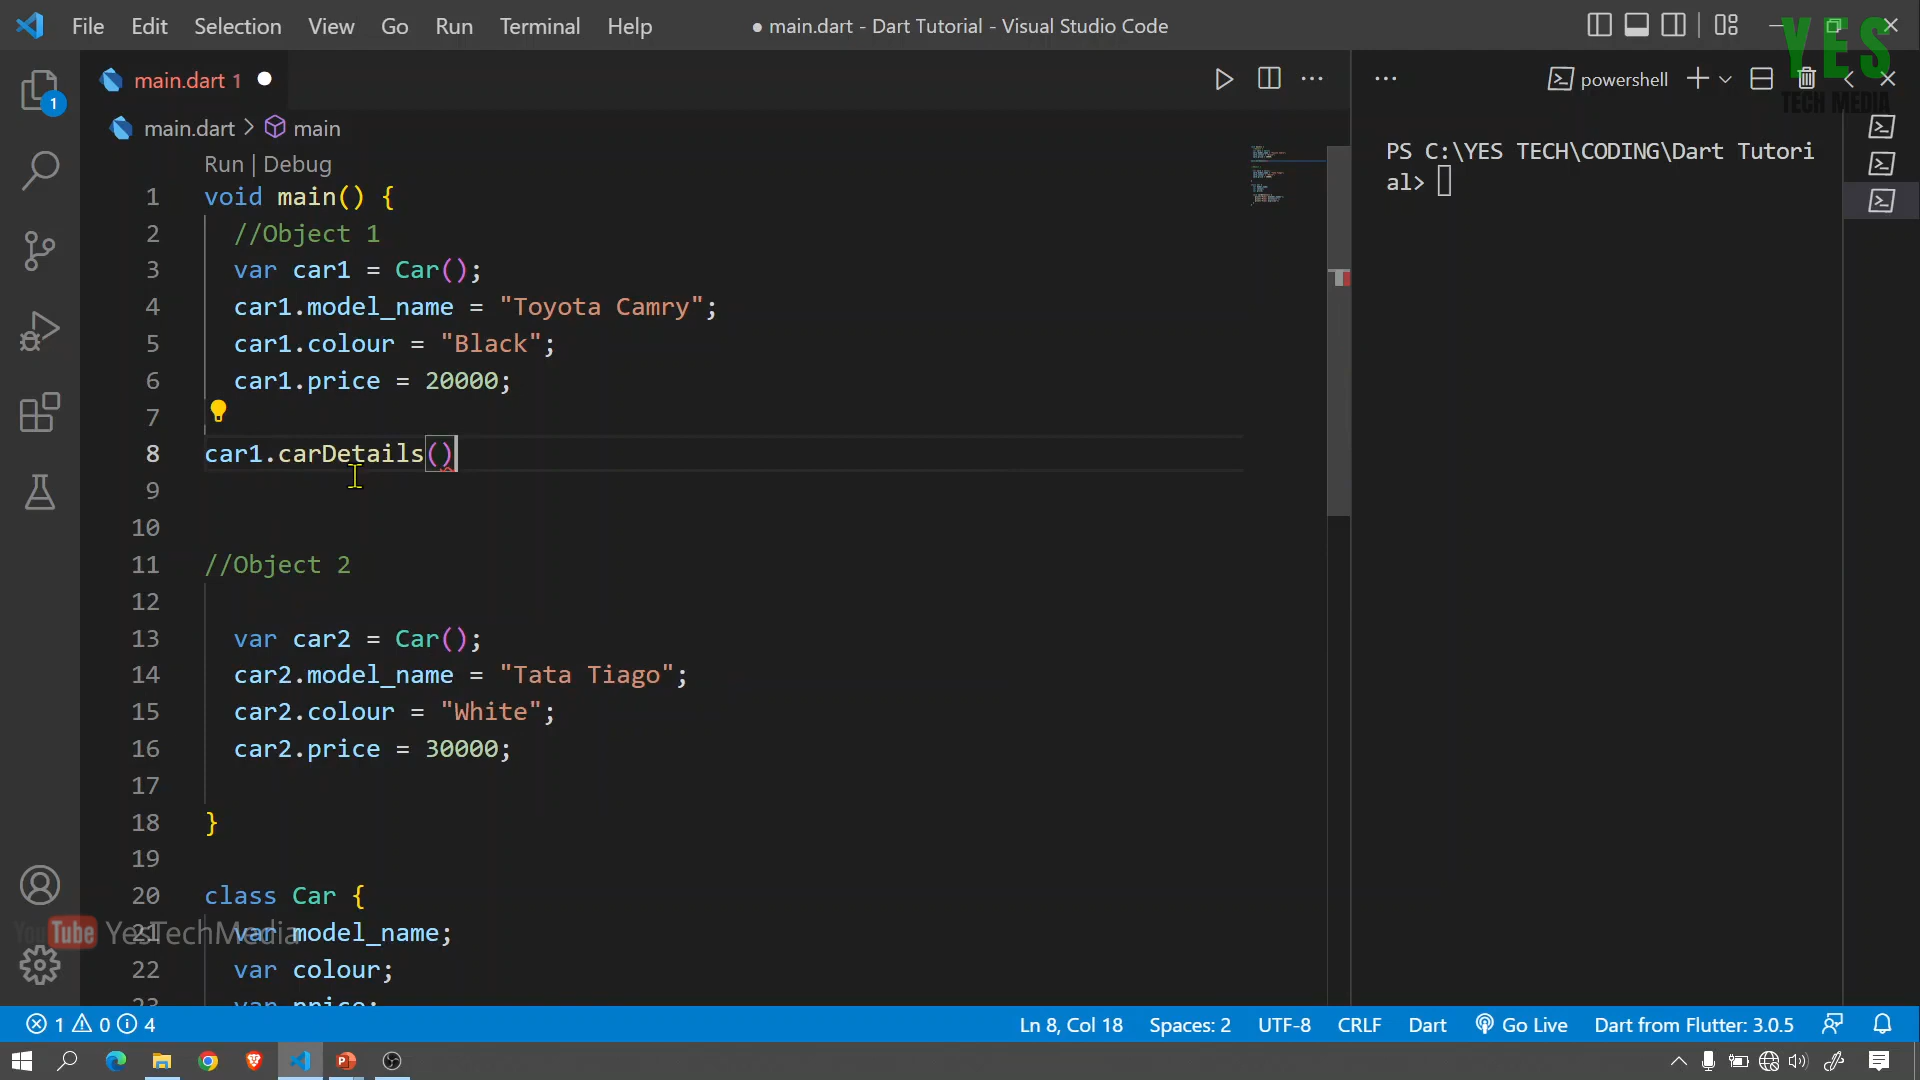 File Edit Selection View Go Run Terminal Help
● main.dart - Dart Tutorial - Visual Studio Code
YES
TECH MEDIA
main.dart 1
powershell
main.dart > main
Run | Debug
1 void main() {
2 //Object 1
3 var car1 = Car();
4 car1.model_name = "Toyota Camry";
5 car1.colour = "Black";
6 car1.price = 20000;
7
8 car1.carDetails()
9
10
11 //Object 2
12
13 var car2 = Car();
14 car2.model_name = "Tata Tiago";
15 car2.colour = "White";
16 car2.price = 30000;
17
18 }
19
20 class Car {
21 var model_name;
22 var colour;
23 var price;
PS C:\YES TECH\CODING\Dart Tutori
al>
1
YouTube YesTechMedia
1 0 4
Ln 8, Col 18 Spaces: 2 UTF-8 CRLF Dart Go Live Dart from Flutter: 3.0.5